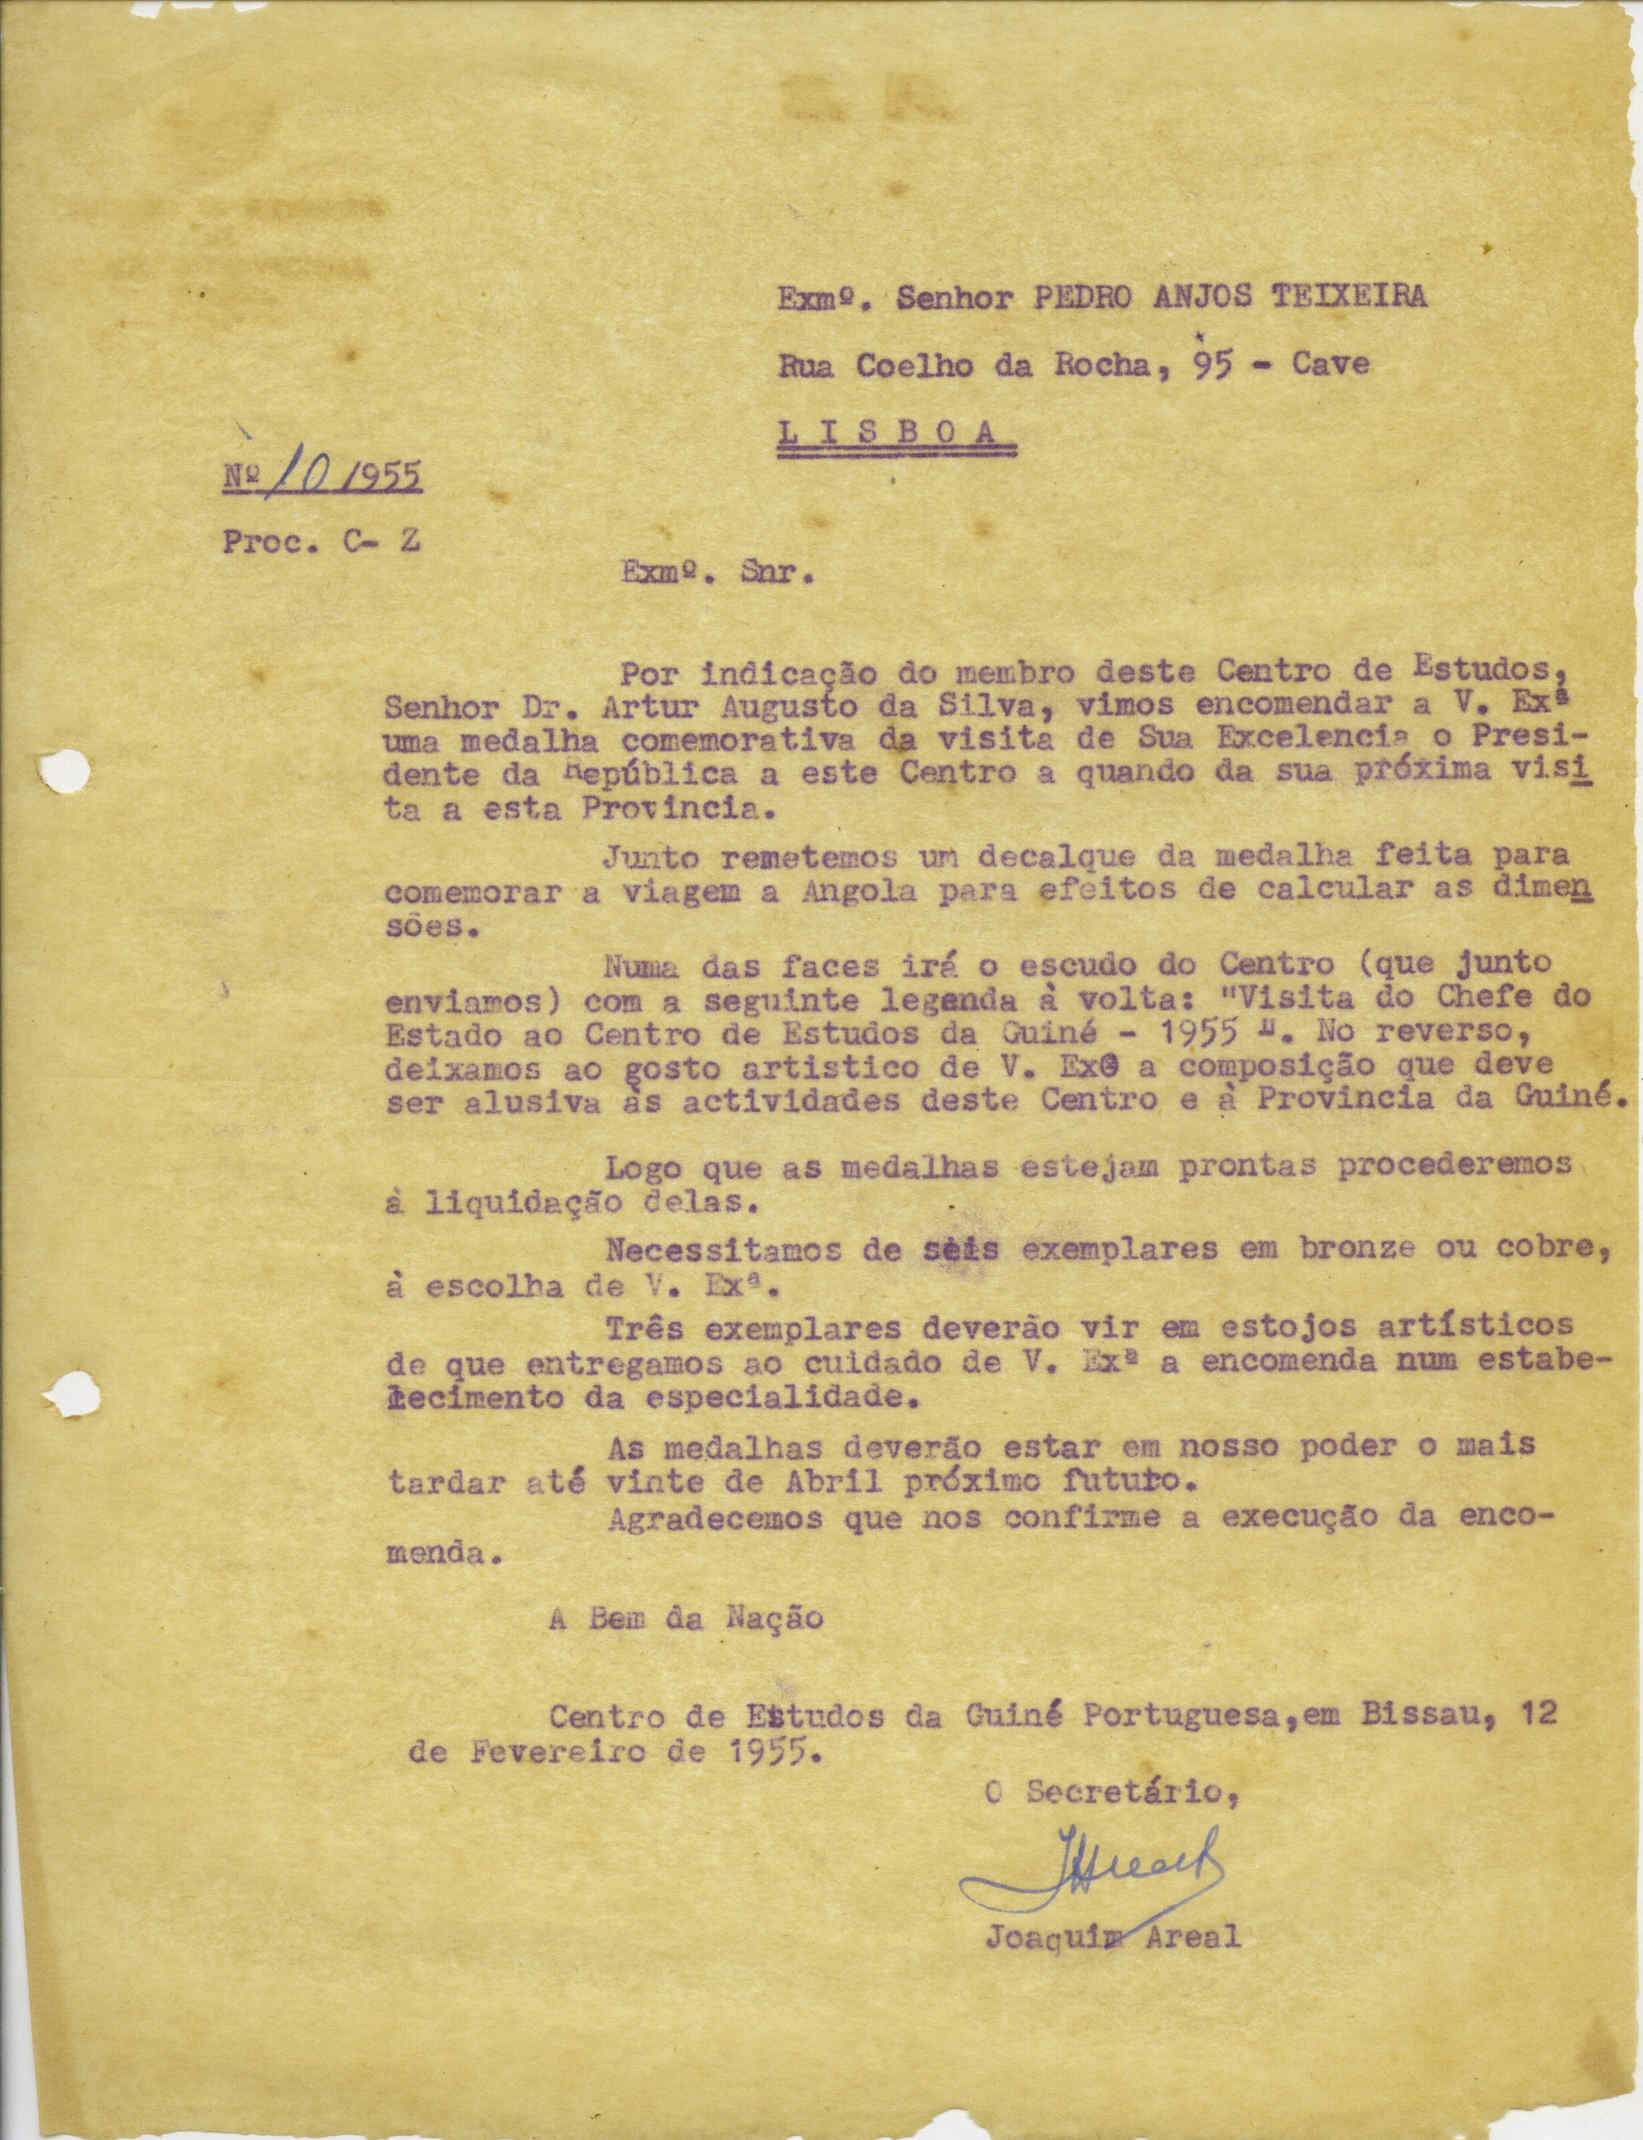 Exmº. Senhor PEDRO ANJOS TEIXEIRA
Rua Coelho da Rocha, 95 - Cave
L I S B O A
Nº 10 /955
Proc. C- Z
Exmº. Snr.
Por indicação do membro deste Centro de Estudos,
Senhor Dr. Artur Augusto da Silva, vimos encomendar a V. Exª
uma medalha comemorativa da visita de Sua Excelencia o Presi-
dente da República a este Centro a quando da sua próxima visi
ta a esta Provincia.
Junto remetemos um decalque da medalha feita para
comemorar a viagem a Angola para efeitos de calcular as dimen
sões.
Numa das faces irá o escudo do Centro (que junto
enviamos) com a seguinte legenda à volta: "Visita do Chefe do
Estado ao Centro de Estudos da Guiné - 1955 ". No reverso,
deixamos ao gosto artistico de V. Exª a composição que deve
ser alusiva às actividades deste Centro e à Provincia da Guiné.
Logo que as medalhas estejam prontas procederemos
à liquidação delas.
Necessitamos de seis exemplares em bronze ou cobre,
à escolha de V. Exª.
Três exemplares deverão vir em estojos artísticos
de que entregamos ao cuidado de V. Exª a encomenda num estabe-
lecimento da especialidade.
As medalhas deverão estar em nosso poder o mais
tardar até vinte de Abril próximo futuro.
Agradecemos que nos confirme a execução da enco-
menda.
A Bem da Nação
Centro de Estudos da Guiné Portuguesa,em Bissau, 12
de Fevereiro de 1955.
O Secretário,
JAreal
Joaquim Areal